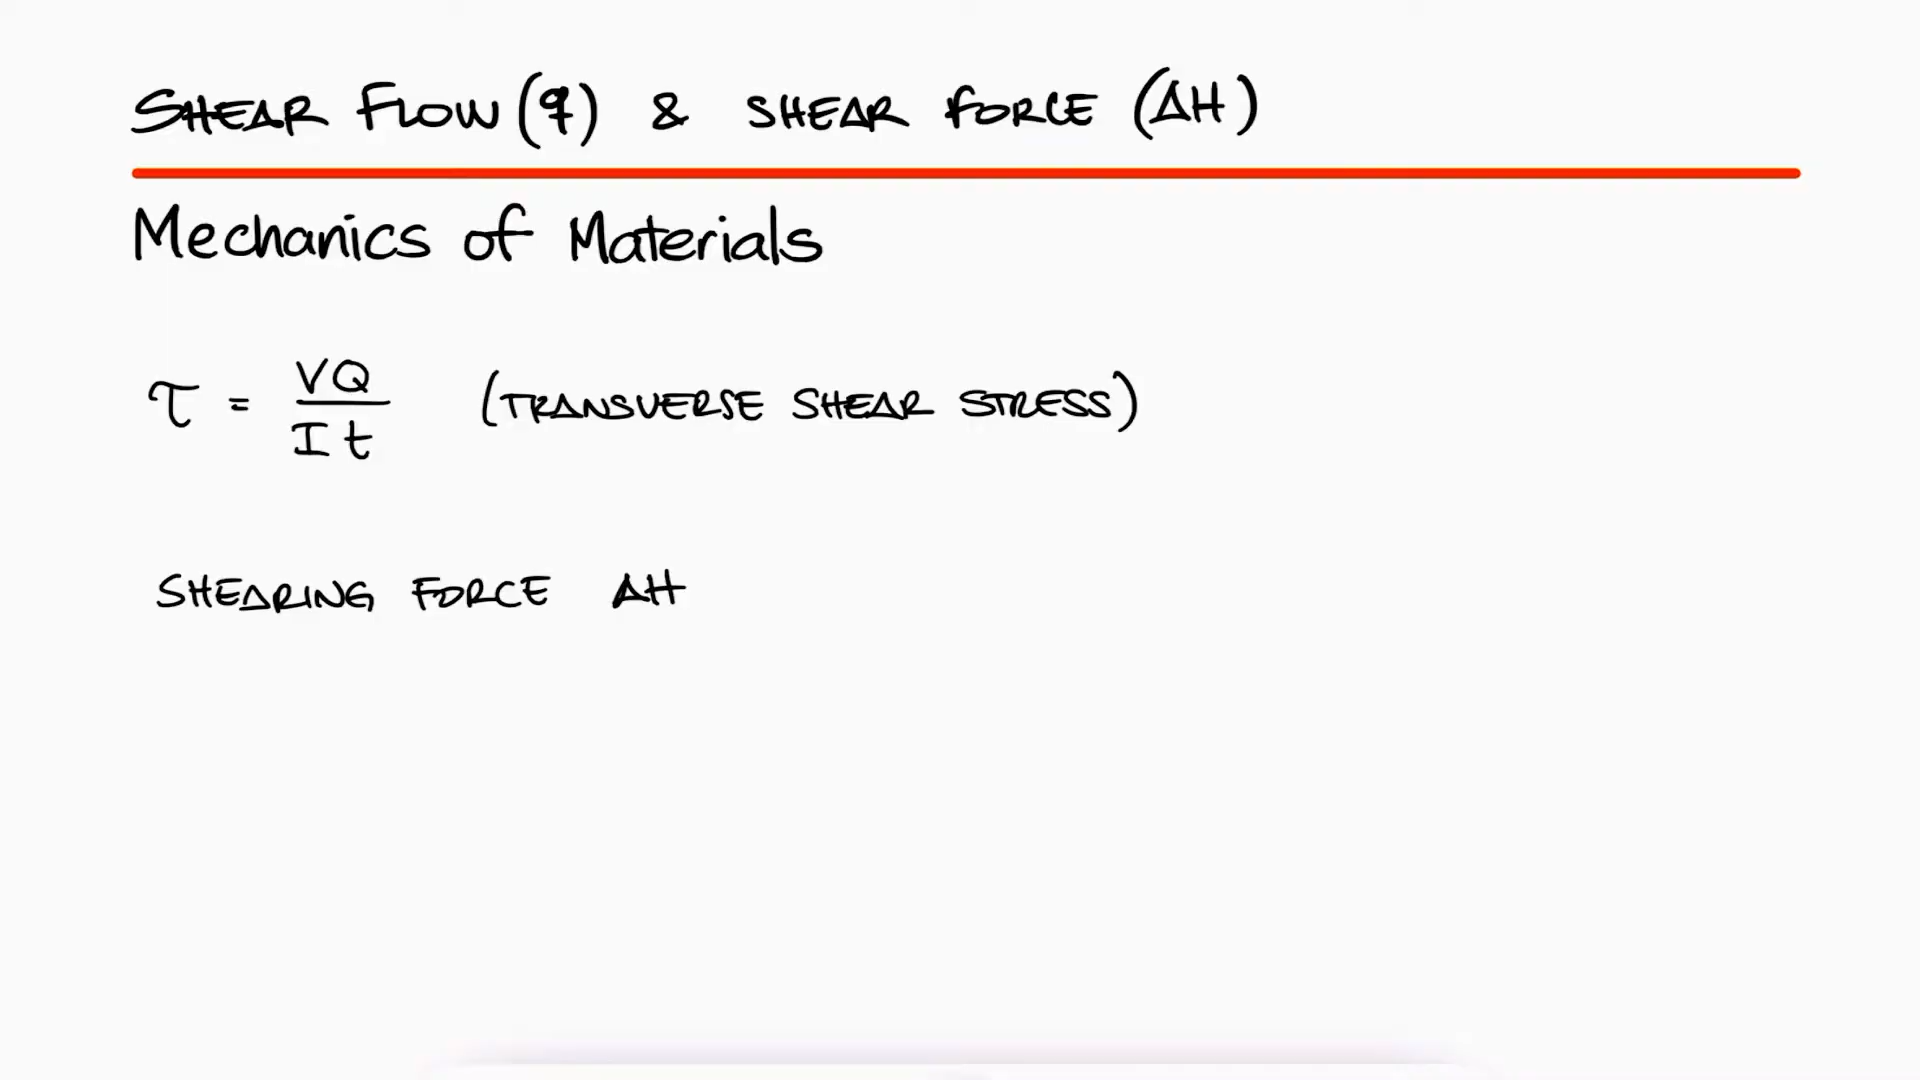 SHEAR FLOW (q) & SHEAR FORCE (ΔH)
Mechanics of Materials
τ = VQ / It (TRANSVERSE SHEAR STRESS)
SHEARING FORCE ΔH